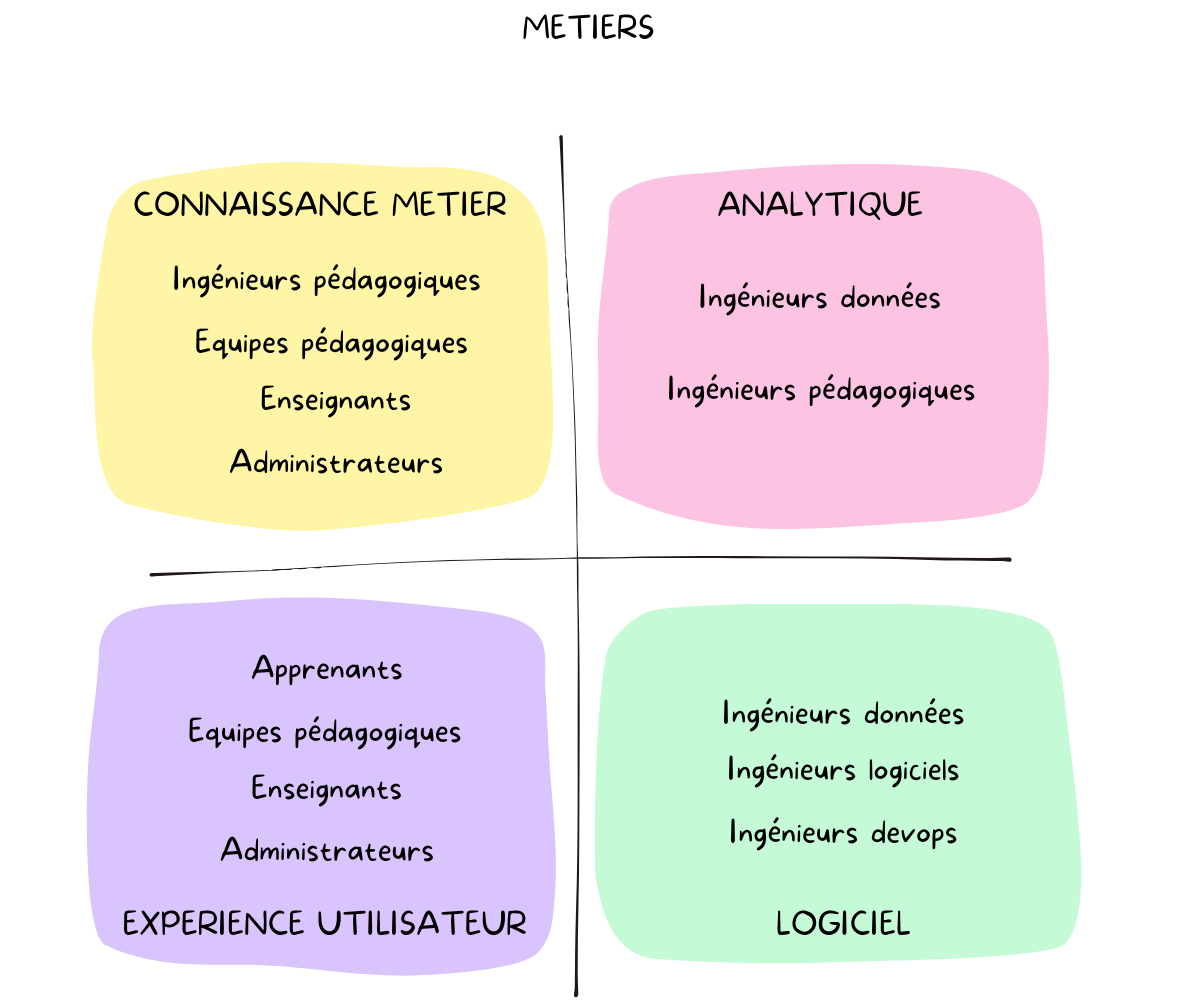 METIERS
CONNAISSANCE METIER
Ingénieurs pédagogiques
Equipes pédagogiques
Enseignants
Administrateurs
ANALYTIQUE
Ingénieurs données
Ingénieurs pédagogiques
Apprenants
Equipes pédagogiques
Enseignants
Administrateurs
EXPERIENCE UTILISATEUR
Ingénieurs données
Ingénieurs logiciels
Ingénieurs devops
LOGICIEL